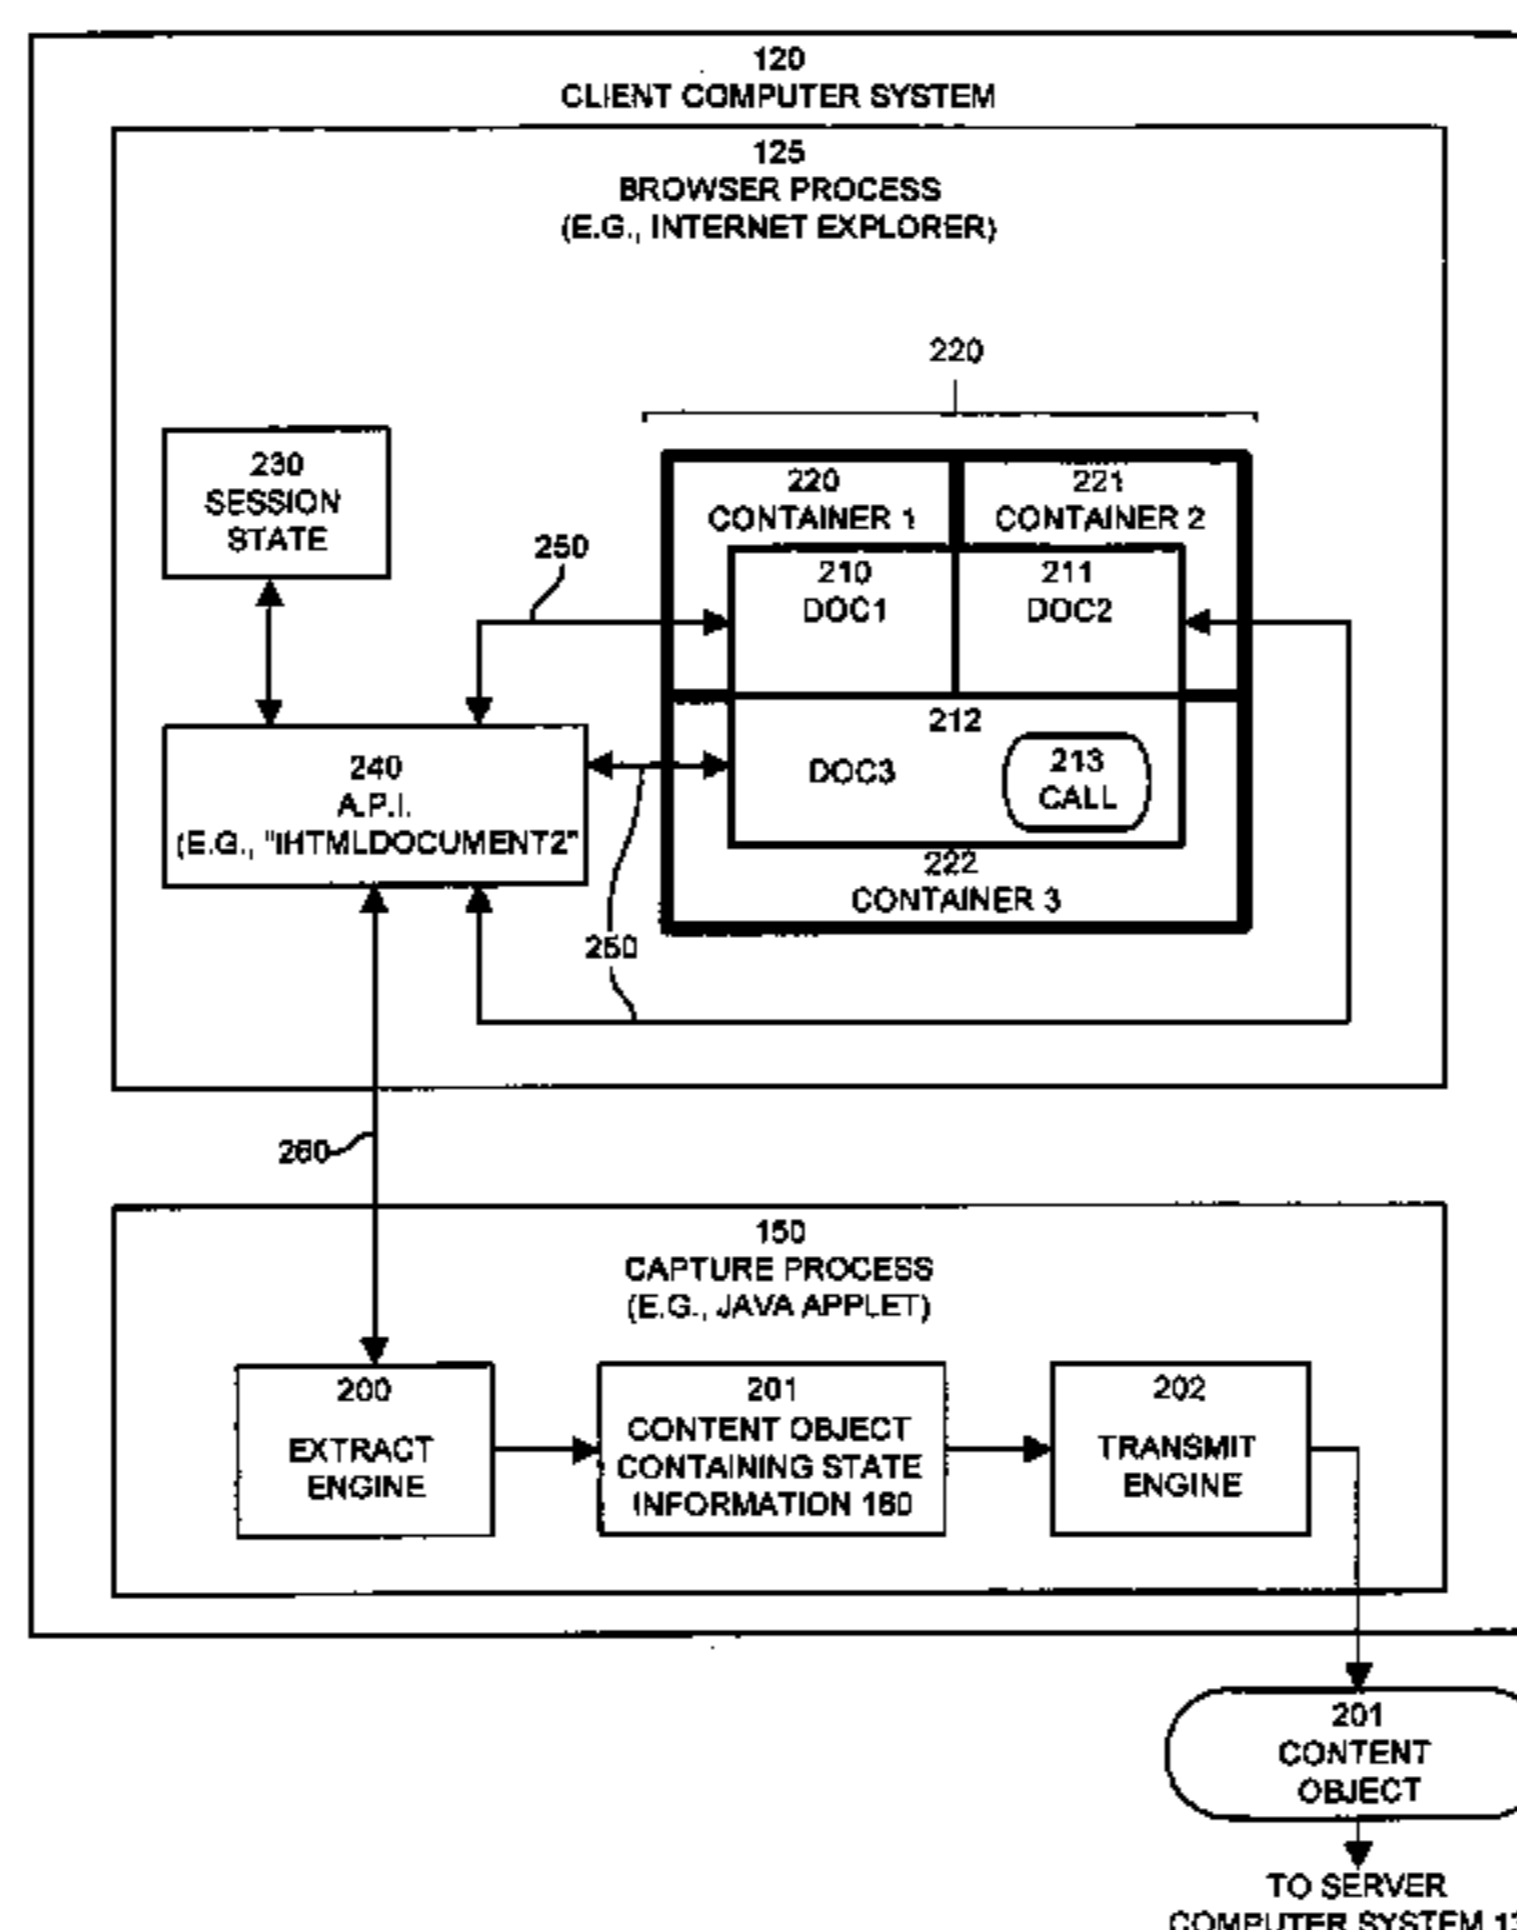 120
CLIENT COMPUTER SYSTEM
125
BROWSER PROCESS
(E.G., INTERNET EXPLORER)
220
230
SESSION
STATE
250
220
CONTAINER 1
221
CONTAINER 2
210
DOC1
211
DOC2
240
A.P.I.
(E.G., "IHTMLDOCUMENT2"
212
DOC3
213
CALL
222
CONTAINER 3
250
260
150
CAPTURE PROCESS
(E.G., JAVA APPLET)
200
EXTRACT
ENGINE
201
CONTENT OBJECT
CONTAINING STATE
INFORMATION 160
202
TRANSMIT
ENGINE
201
CONTENT
OBJECT
TO SERVER
COMPUTER SYSTEM